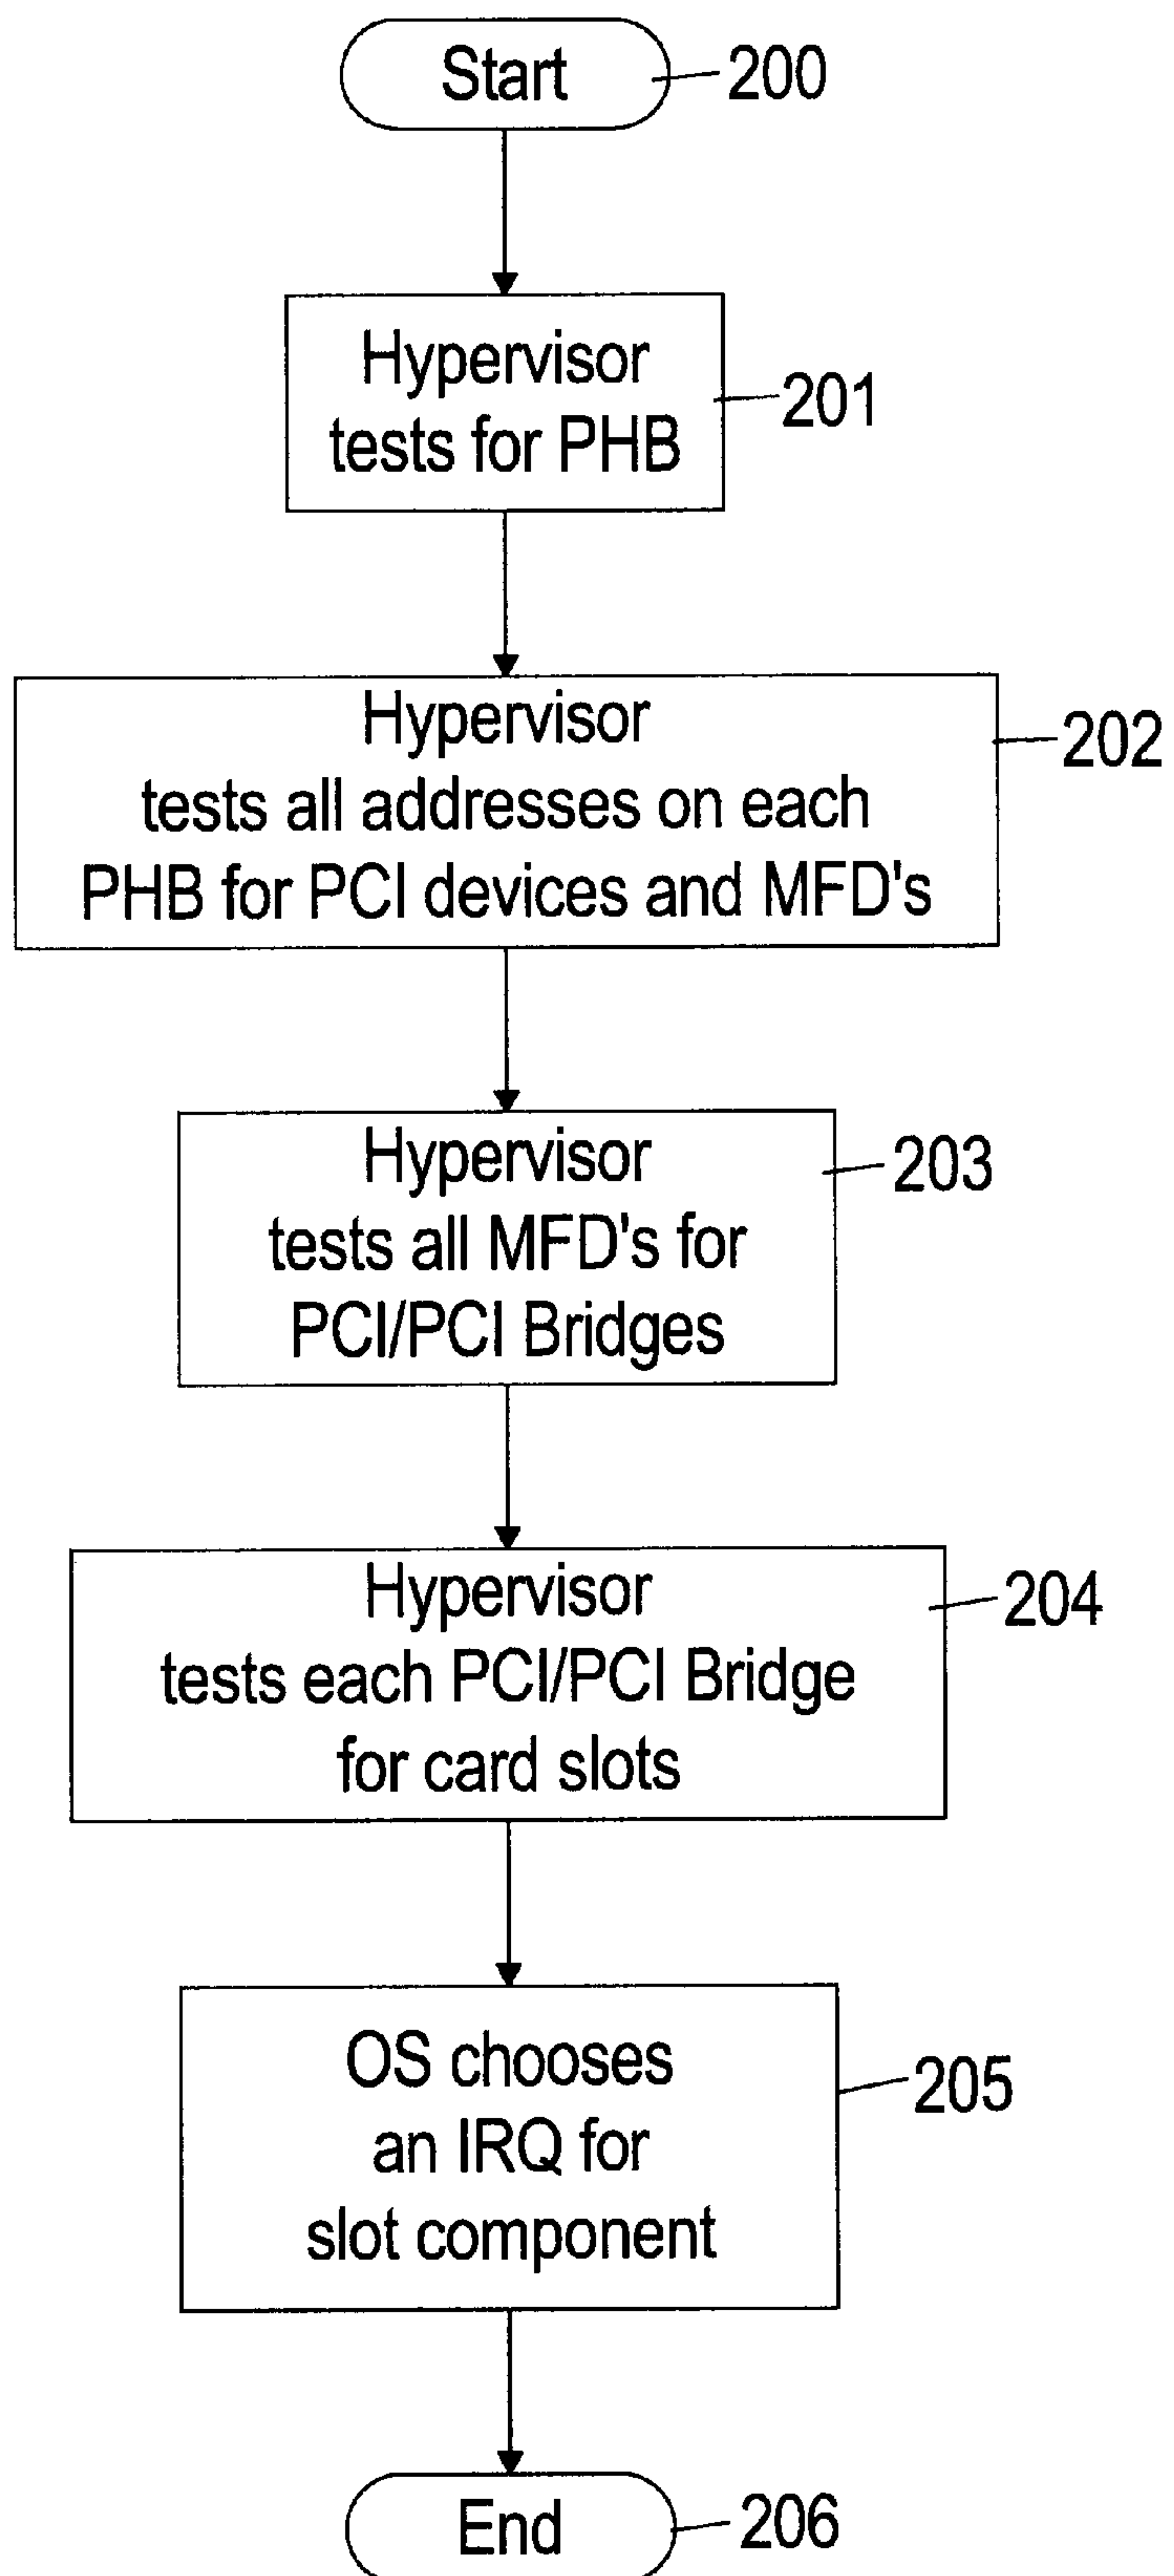 Start
200
Hypervisor
tests for PHB
201
Hypervisor
tests all addresses on each
PHB for PCI devices and MFD's
202
Hypervisor
tests all MFD's for
PCI/PCI Bridges
203
Hypervisor
tests each PCI/PCI Bridge
for card slots
204
OS chooses
an IRQ for
slot component
205
End
206